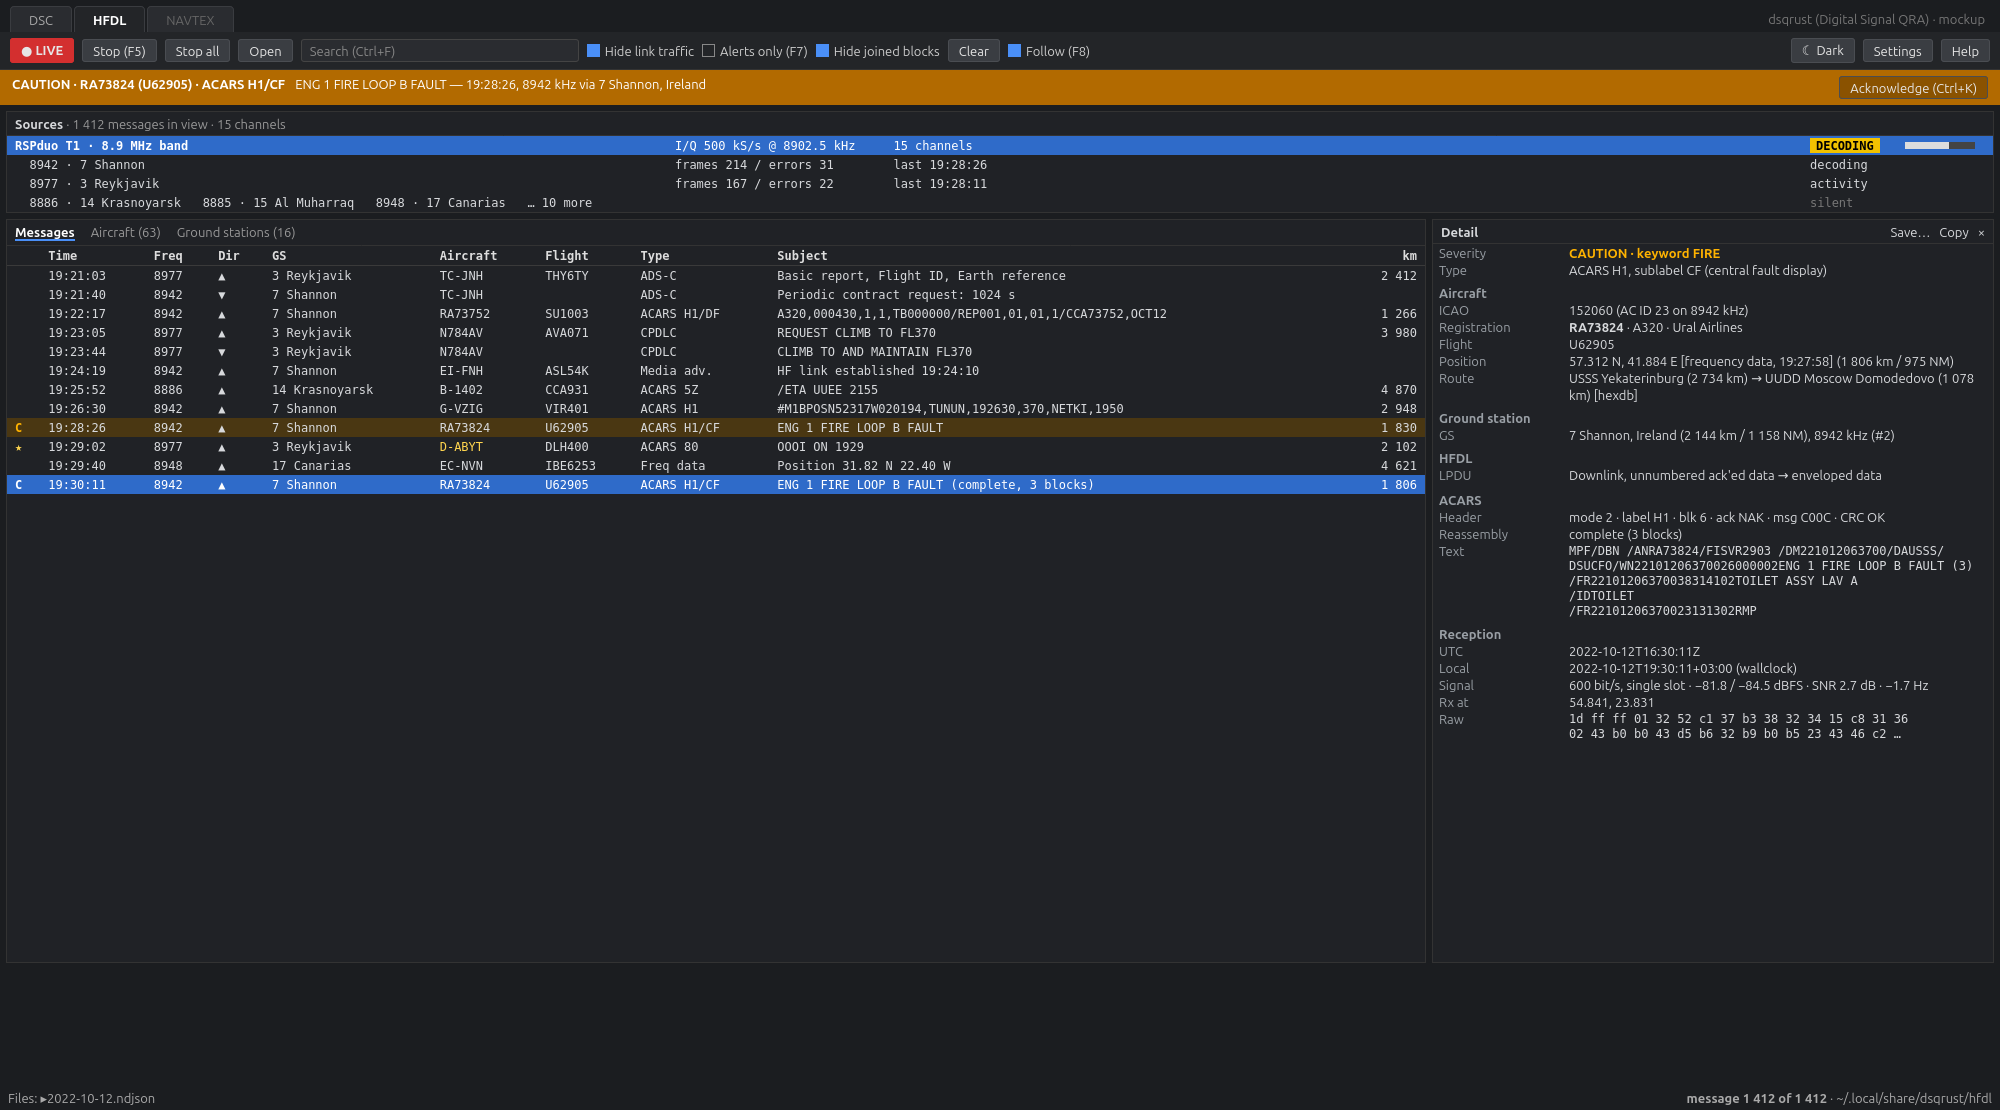 DSC HFDL NAVTEX dsqrust (Digital Signal QRA) · mockup
● LIVE Stop (F5) Stop all Open Search (Ctrl+F) Hide link traffic Alerts only (F7) Hide joined blocks Clear Follow (F8) ☾ Dark Settings Help
CAUTION · RA73824 (U62905) · ACARS H1/CF ENG 1 FIRE LOOP B FAULT — 19:28:26, 8942 kHz via 7 Shannon, Ireland Acknowledge (Ctrl+K)
Sources · 1 412 messages in view · 15 channels
RSPduo T1 · 8.9 MHz band I/Q 500 kS/s @ 8902.5 kHz 15 channels DECODING
8942 · 7 Shannon frames 214 / errors 31 last 19:28:26 decoding
8977 · 3 Reykjavik frames 167 / errors 22 last 19:28:11 activity
8886 · 14 Krasnoyarsk 8885 · 15 Al Muharraq 8948 · 17 Canarias … 10 more silent
Messages Aircraft (63) Ground stations (16)
Time Freq Dir GS Aircraft Flight Type Subject km
19:21:03 8977 ▲ 3 Reykjavik TC-JNH THY6TY ADS-C Basic report, Flight ID, Earth reference 2 412
19:21:40 8942 ▼ 7 Shannon TC-JNH ADS-C Periodic contract request: 1024 s
19:22:17 8942 ▲ 7 Shannon RA73752 SU1003 ACARS H1/DF A320,000430,1,1,TB000000/REP001,01,01,1/CCA73752,OCT12 1 266
19:23:05 8977 ▲ 3 Reykjavik N784AV AVA071 CPDLC REQUEST CLIMB TO FL370 3 980
19:23:44 8977 ▼ 3 Reykjavik N784AV CPDLC CLIMB TO AND MAINTAIN FL370
19:24:19 8942 ▲ 7 Shannon EI-FNH ASL54K Media adv. HF link established 19:24:10
19:25:52 8886 ▲ 14 Krasnoyarsk B-1402 CCA931 ACARS 5Z /ETA UUEE 2155 4 870
19:26:30 8942 ▲ 7 Shannon G-VZIG VIR401 ACARS H1 #M1BPOSN52317W020194,TUNUN,192630,370,NETKI,1950 2 948
C 19:28:26 8942 ▲ 7 Shannon RA73824 U62905 ACARS H1/CF ENG 1 FIRE LOOP B FAULT 1 830
★ 19:29:02 8977 ▲ 3 Reykjavik D-ABYT DLH400 ACARS 80 OOOI ON 1929 2 102
19:29:40 8948 ▲ 17 Canarias EC-NVN IBE6253 Freq data Position 31.82 N 22.40 W 4 621
C 19:30:11 8942 ▲ 7 Shannon RA73824 U62905 ACARS H1/CF ENG 1 FIRE LOOP B FAULT (complete, 3 blocks) 1 806
Detail Save… Copy ×
Severity CAUTION · keyword FIRE
Type ACARS H1, sublabel CF (central fault display)
Aircraft
ICAO 152060 (AC ID 23 on 8942 kHz)
Registration RA73824 · A320 · Ural Airlines
Flight U62905
Position 57.312 N, 41.884 E [frequency data, 19:27:58] (1 806 km / 975 NM)
Route USSS Yekaterinburg (2 734 km) → UUDD Moscow Domodedovo (1 078
km) [hexdb]
Ground station
GS 7 Shannon, Ireland (2 144 km / 1 158 NM), 8942 kHz (#2)
HFDL
LPDU Downlink, unnumbered ack'ed data → enveloped data
ACARS
Header mode 2 · label H1 · blk 6 · ack NAK · msg C00C · CRC OK
Reassembly complete (3 blocks)
Text MPF/DBN /ANRA73824/FISVR2903 /DM221012063700/DAUSSS/
DSUCFO/WN22101206370026000002ENG 1 FIRE LOOP B FAULT (3)
/FR22101206370038314102TOILET ASSY LAV A
/IDTOILET
/FR22101206370023131302RMP
Reception
UTC 2022-10-12T16:30:11Z
Local 2022-10-12T19:30:11+03:00 (wallclock)
Signal 600 bit/s, single slot · −81.8 / −84.5 dBFS · SNR 2.7 dB · −1.7 Hz
Rx at 54.841, 23.831
Raw 1d ff ff 01 32 52 c1 37 b3 38 32 34 15 c8 31 36
02 43 b0 b0 43 d5 b6 32 b9 b0 b5 23 43 46 c2 …
Files: ▸2022-10-12.ndjson message 1 412 of 1 412 · ~/.local/share/dsqrust/hfdl